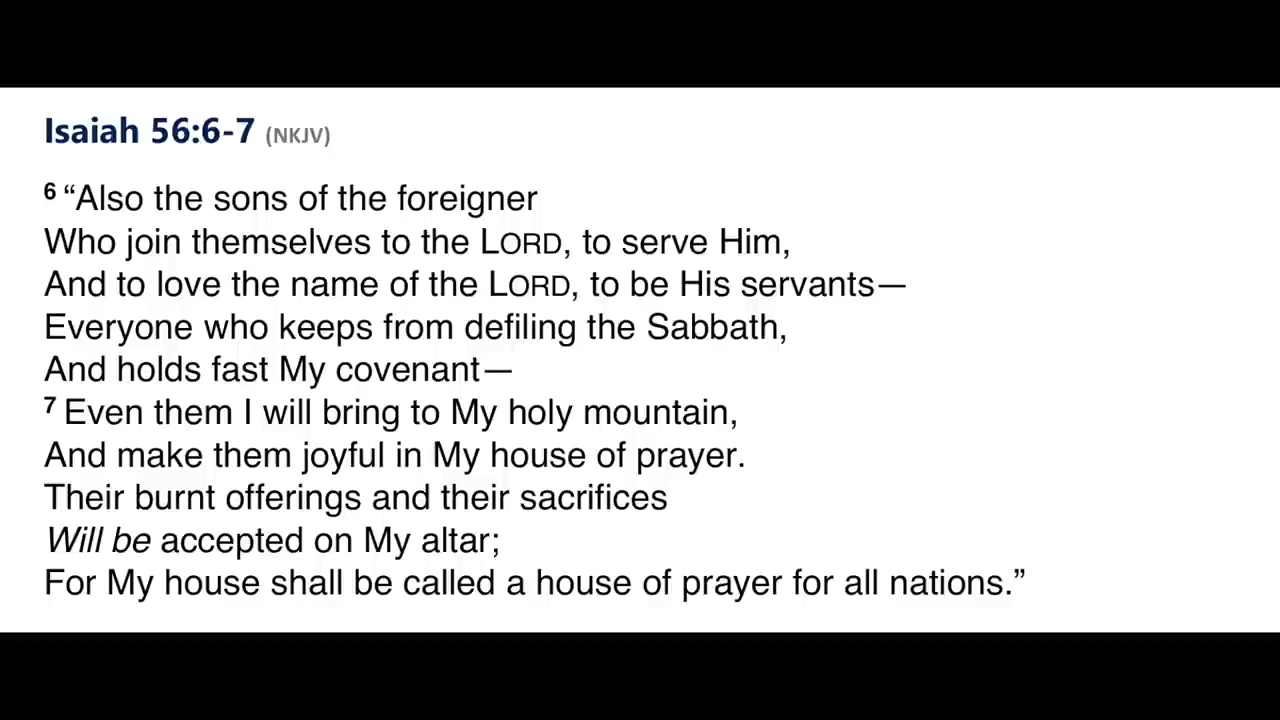 Isaiah 56:6-7 (NKJV)
6 “Also the sons of the foreigner
Who join themselves to the LORD, to serve Him,
And to love the name of the LORD, to be His servants—
Everyone who keeps from defiling the Sabbath,
And holds fast My covenant—
7 Even them I will bring to My holy mountain,
And make them joyful in My house of prayer.
Their burnt offerings and their sacrifices
Will be accepted on My altar;
For My house shall be called a house of prayer for all nations.”